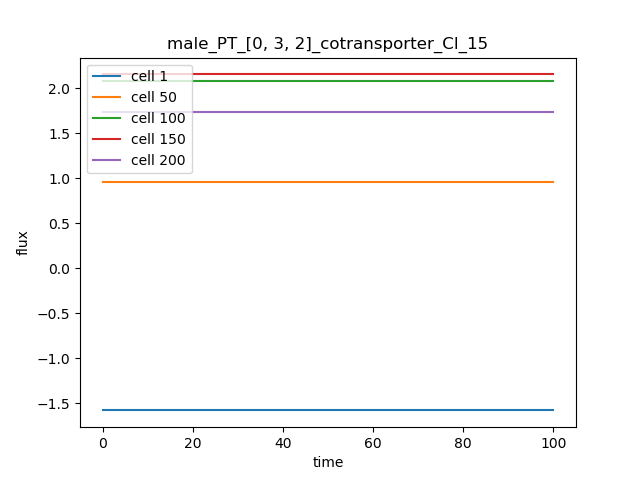 male_PT_[0, 3, 2]_cotransporter_Cl_15
cell 1
cell 50
cell 100
cell 150
cell 200
2.0
1.5
1.0
0.5
0.0
−0.5
−1.0
−1.5
flux
0 20 40 60 80 100
time